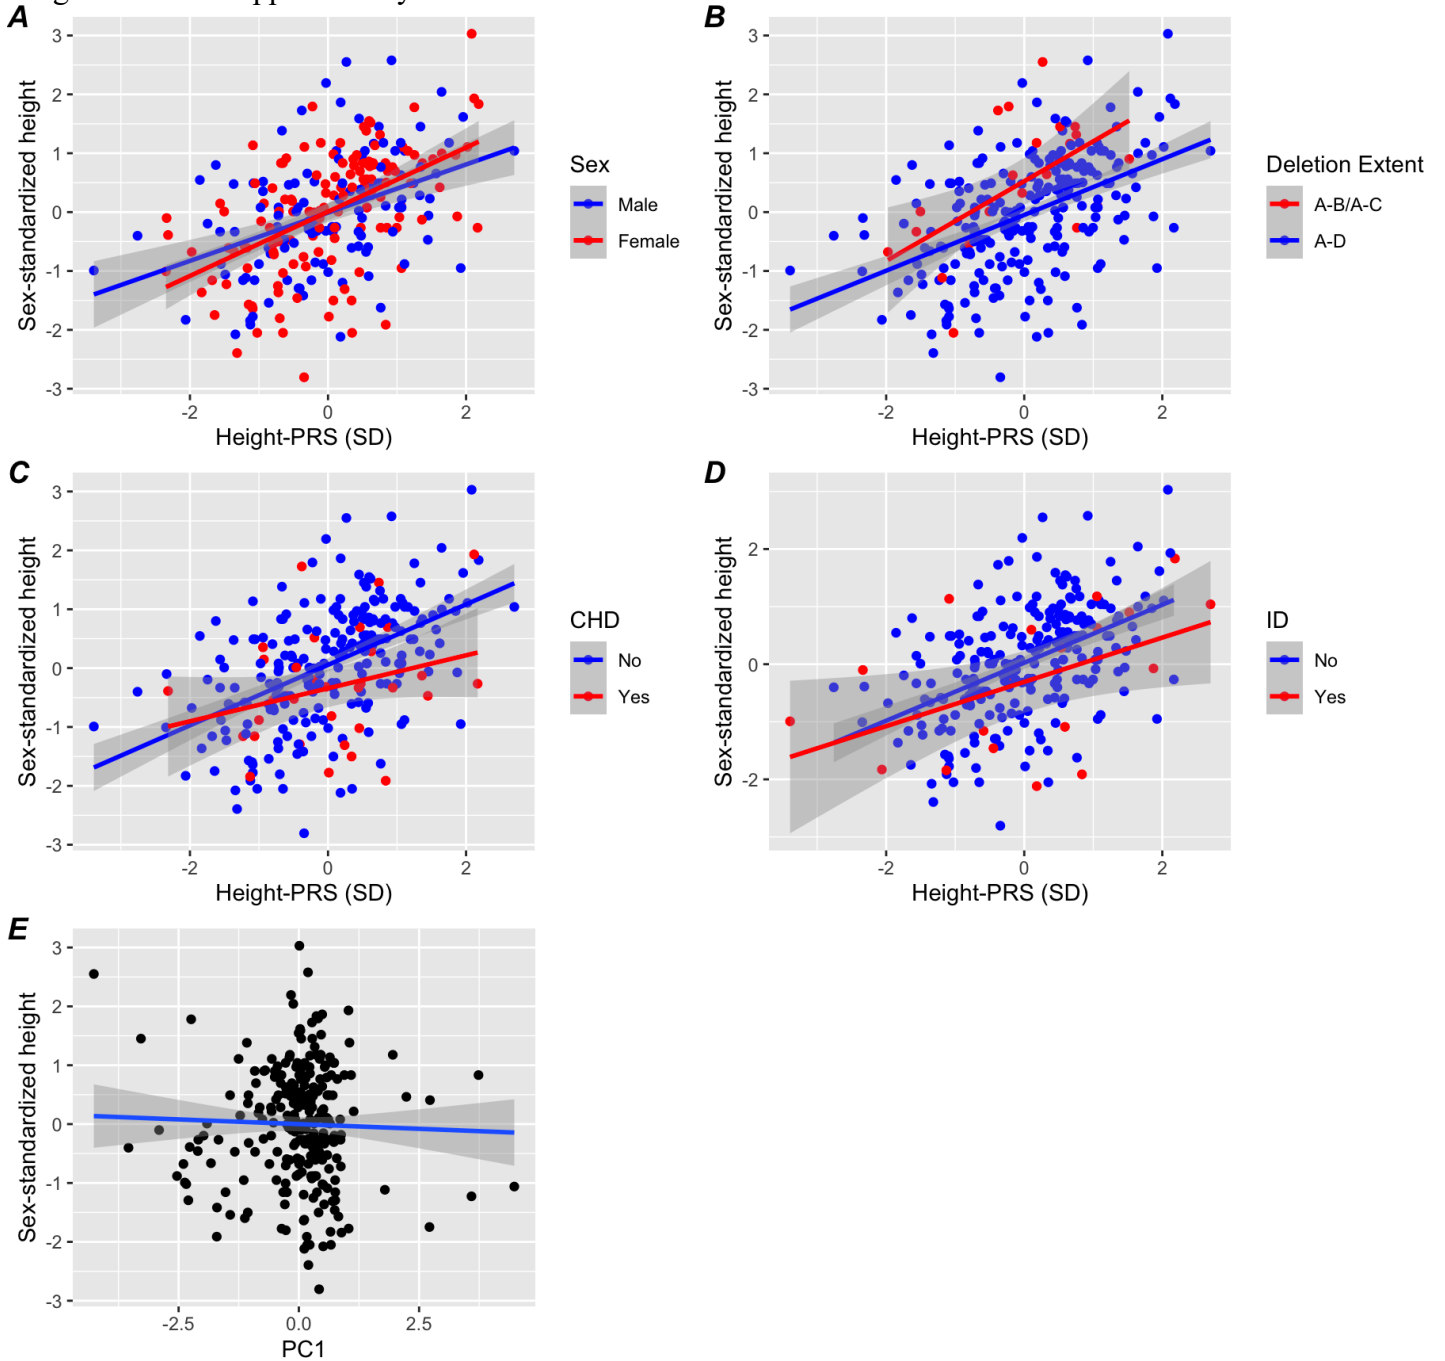 A
3
2
1
0
-1
-2
-3
-2
0
2
Sex-standardized height
Height-PRS (SD)
Sex
Male
Female
B
3
2
1
0
-1
-2
-3
-2
0
2
Sex-standardized height
Height-PRS (SD)
Deletion Extent
A-B/A-C
A-D
C
3
2
1
0
-1
-2
-3
-2
0
2
Sex-standardized height
Height-PRS (SD)
CHD
No
Yes
D
2
0
-2
-2
0
2
Sex-standardized height
Height-PRS (SD)
ID
No
Yes
E
3
2
1
0
-1
-2
-3
-2.5
0.0
2.5
Sex-standardized height
PC1